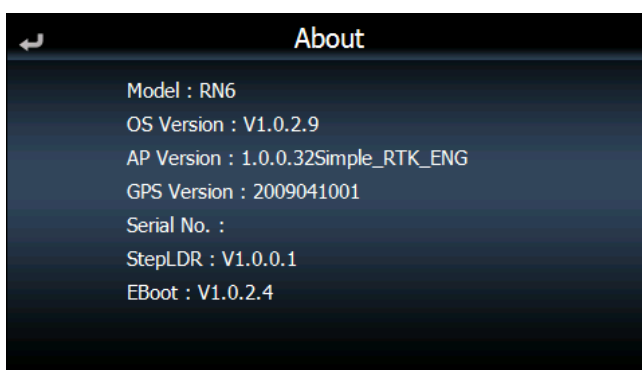 About
Model : RN6
OS Version : V1.0.2.9
AP Version : 1.0.0.32Simple_RTK_ENG
GPS Version : 2009041001
Serial No. :
StepLDR : V1.0.0.1
EBoot : V1.0.2.4